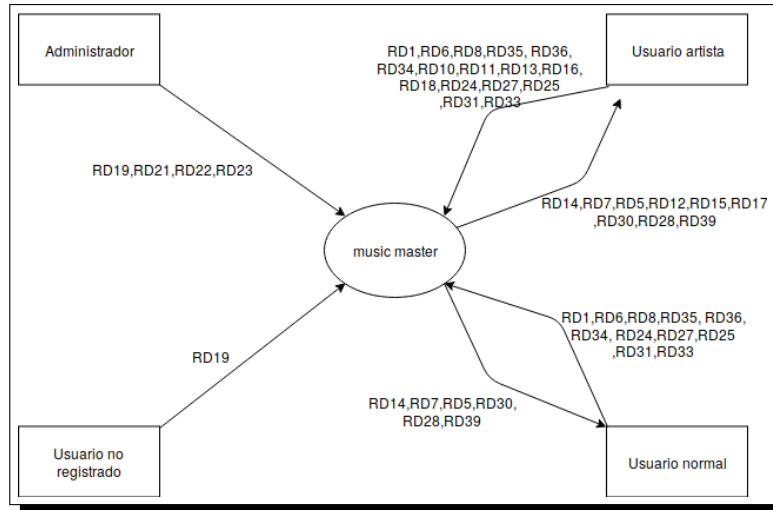 Administrador
RD1,RD6,RD8,RD35, RD36,
RD34,RD10,RD11,RD13,RD16,
RD18,RD24,RD27,RD25
,RD31,RD33
Usuario artista
RD19,RD21,RD22,RD23
RD14,RD7,RD5,RD12,RD15,RD17
,RD30,RD28,RD39
music master
RD1,RD6,RD8,RD35, RD36,
RD34, RD24,RD27,RD25
,RD31,RD33
RD19
RD14,RD7,RD5,RD30,
RD28,RD39
Usuario no
registrado
Usuario normal